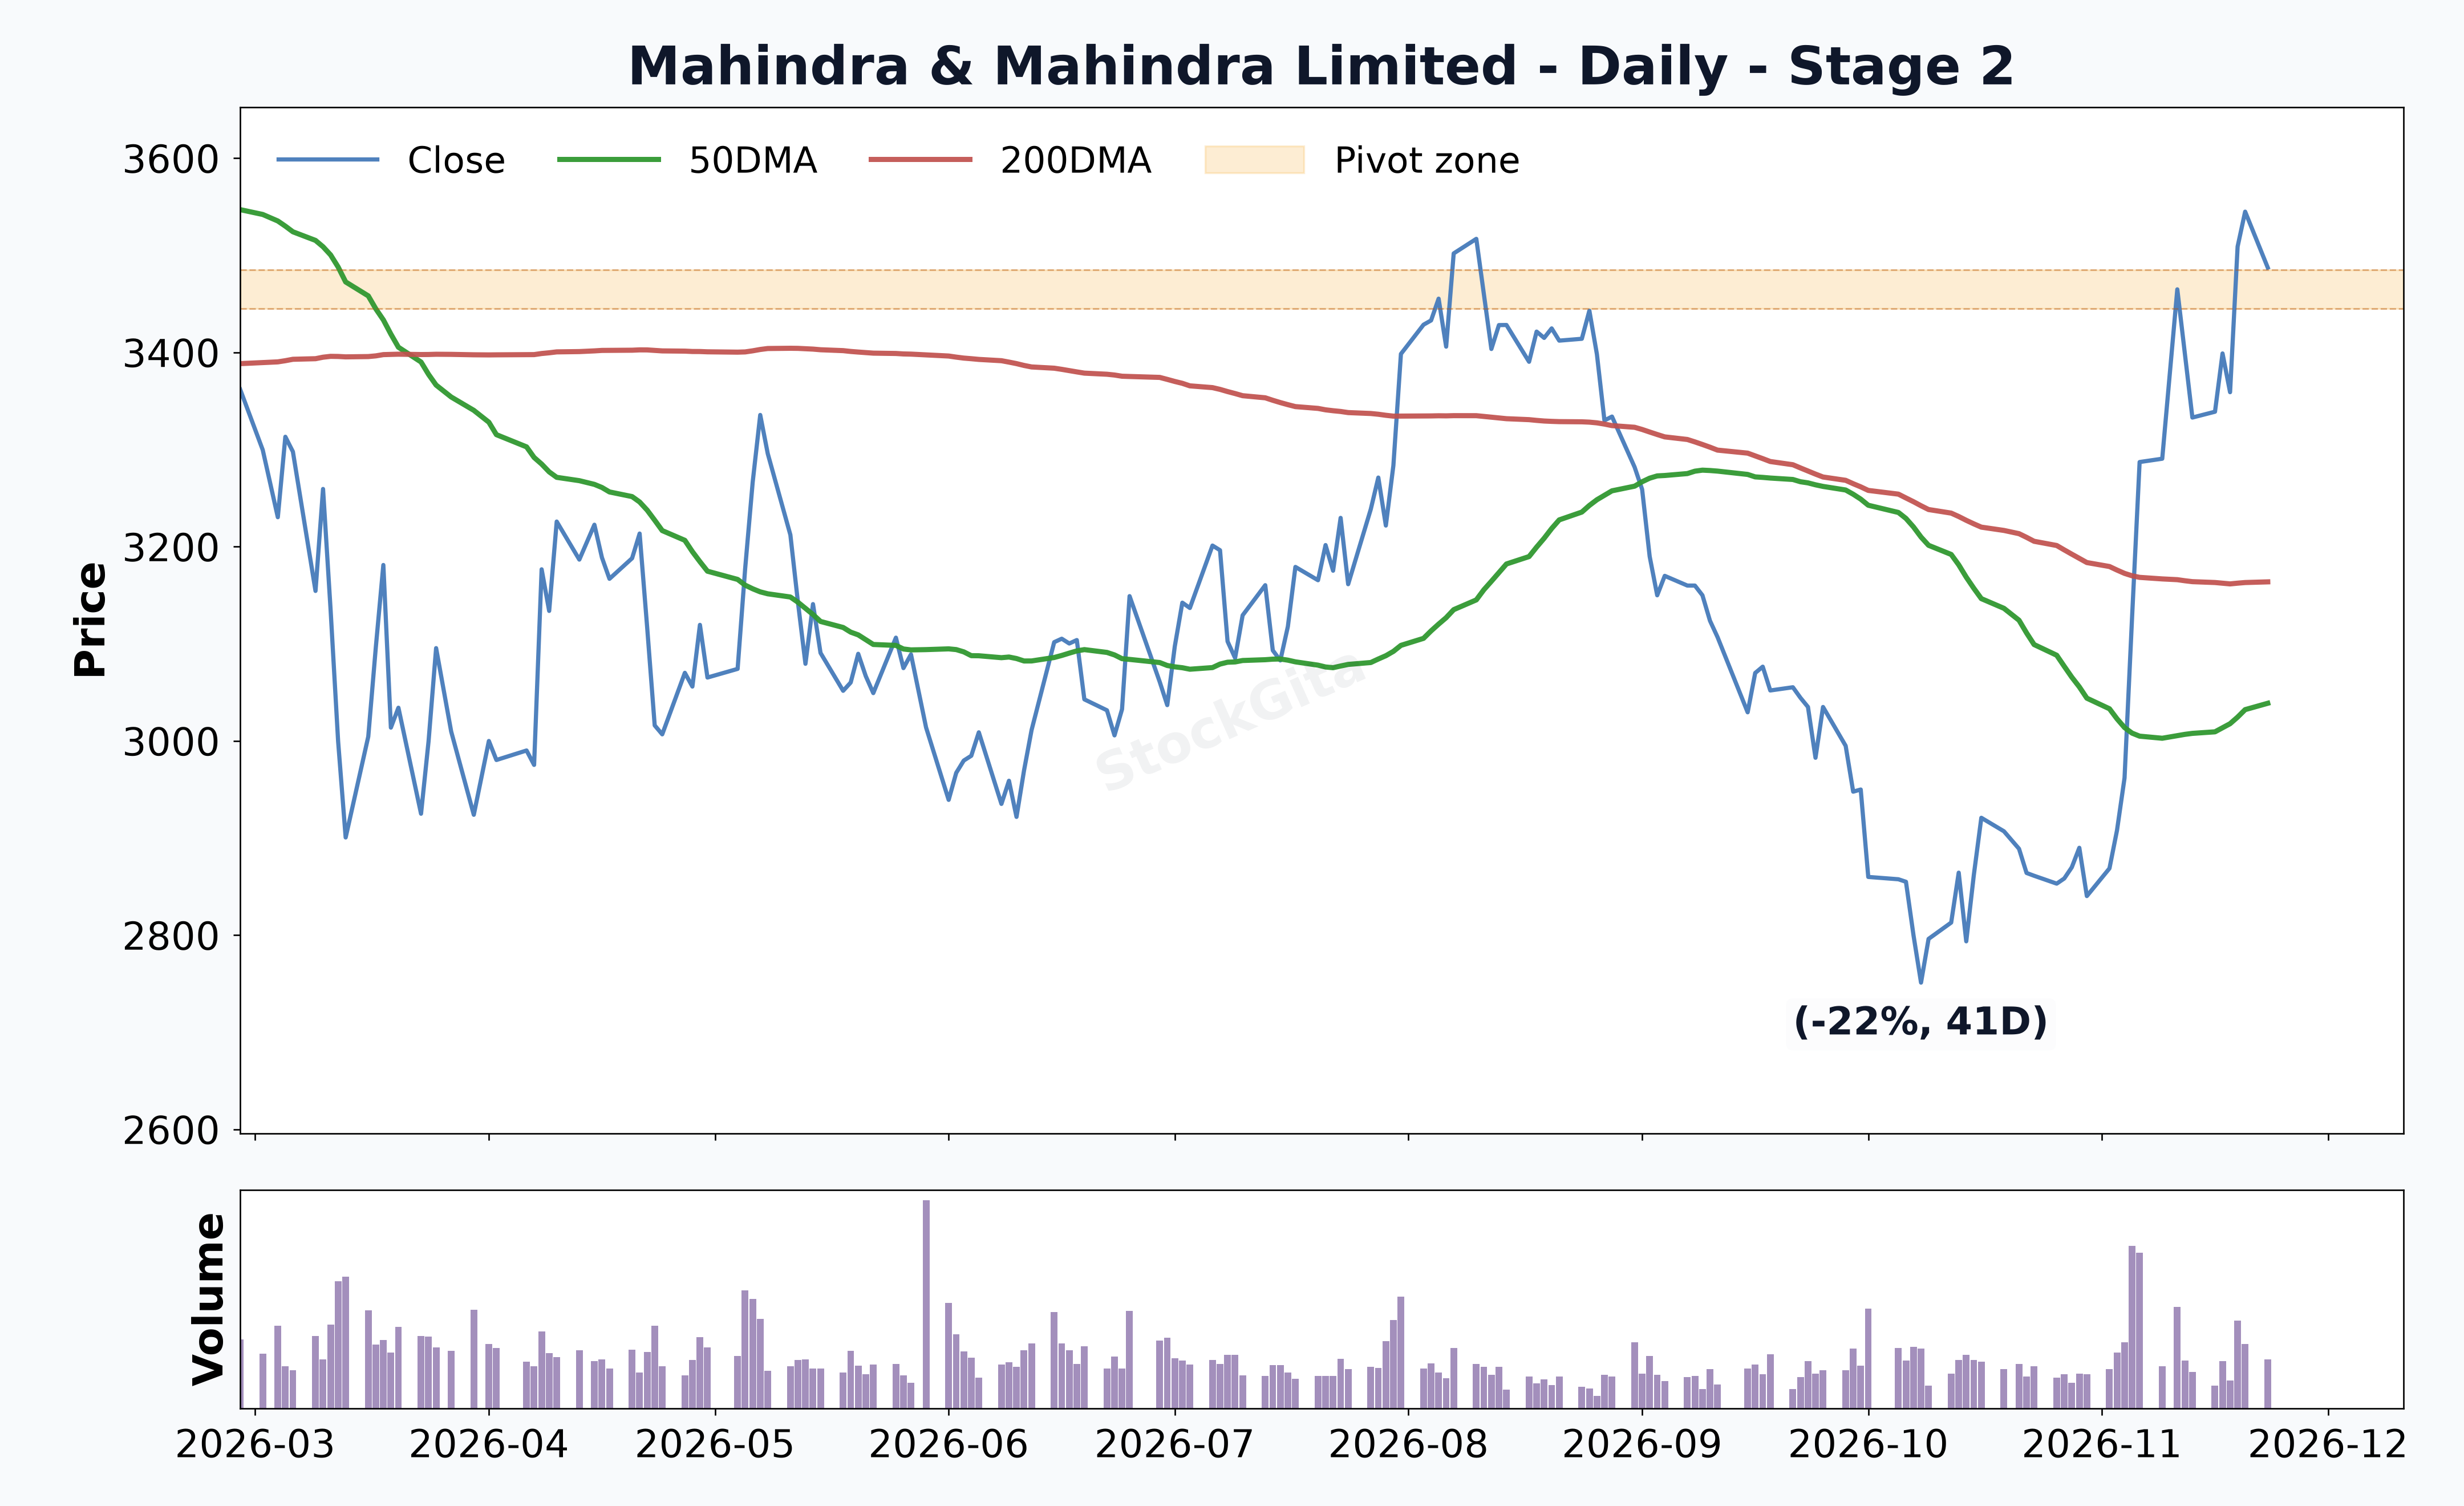 Mahindra & Mahindra Limited - Daily - Stage 2
Close 50DMA 200DMA Pivot zone
Price
3600
3400
3200
3000
2800
2600
StockGita
(-22%, 41D)
Volume
2026-03 2026-04 2026-05 2026-06 2026-07 2026-08 2026-09 2026-10 2026-11 2026-12